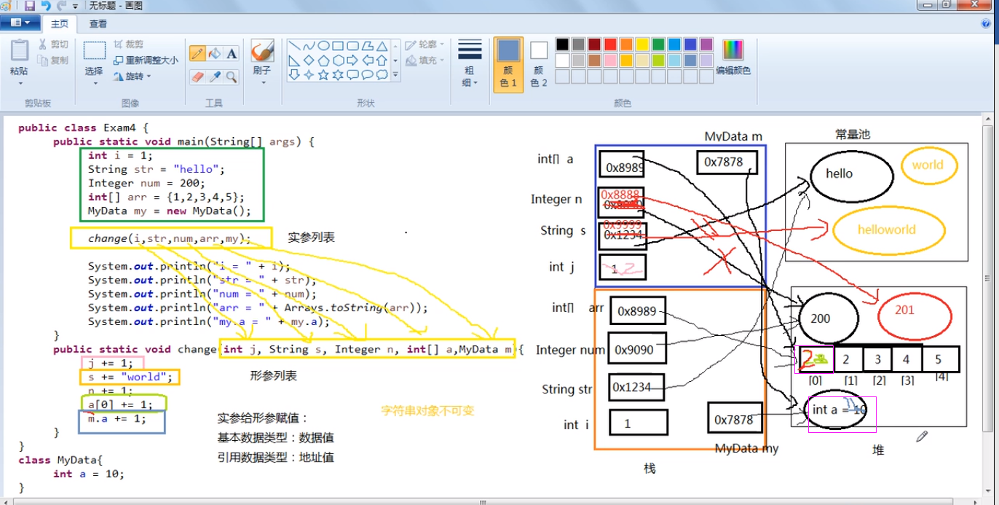 无标题 - 画图
主页
查看
粘贴
剪切
复制
剪贴板
选择
裁剪
重新调整大小
旋转
图像
A
工具
刷子
形状
轮廓
填充
粗
细
颜
色 1
颜
色 2
颜色
编辑颜色
public class Exam4 {
public static void main(String[] args) {
int i = 1;
String str = "hello";
Integer num = 200;
int[] arr = {1,2,3,4,5};
MyData my = new MyData();
change(i,str,num,arr,my);
实参列表
System.out.println("i = " + i);
System.out.println("str = " + str);
System.out.println("num = " + num);
System.out.println("arr = " + Arrays.toString(arr));
System.out.println("my.a = " + my.a);
}
public static void change(int j, String s, Integer n, int[] a,MyData m){
j += 1;
s += "world";
n += 1;
a[0] += 1;
m.a += 1;
}
}
class MyData{
int a = 10;
}
形参列表
字符串对象不可变
实参给形参赋值：
基本数据类型：数据值
引用数据类型：地址值
MyData m
int[] a
0x8989
0x7878
Integer n
0x8888
String s
0x9999
0x1234
int j
1 2
int[] arr
0x8989
Integer num
0x9090
String str
0x1234
int i
1
0x7878
MyData my
栈
常量池
hello
world
helloworld
200
201
2
2
3
4
5
[0]
[1]
[2]
[3]
[4]
int a = 10
堆